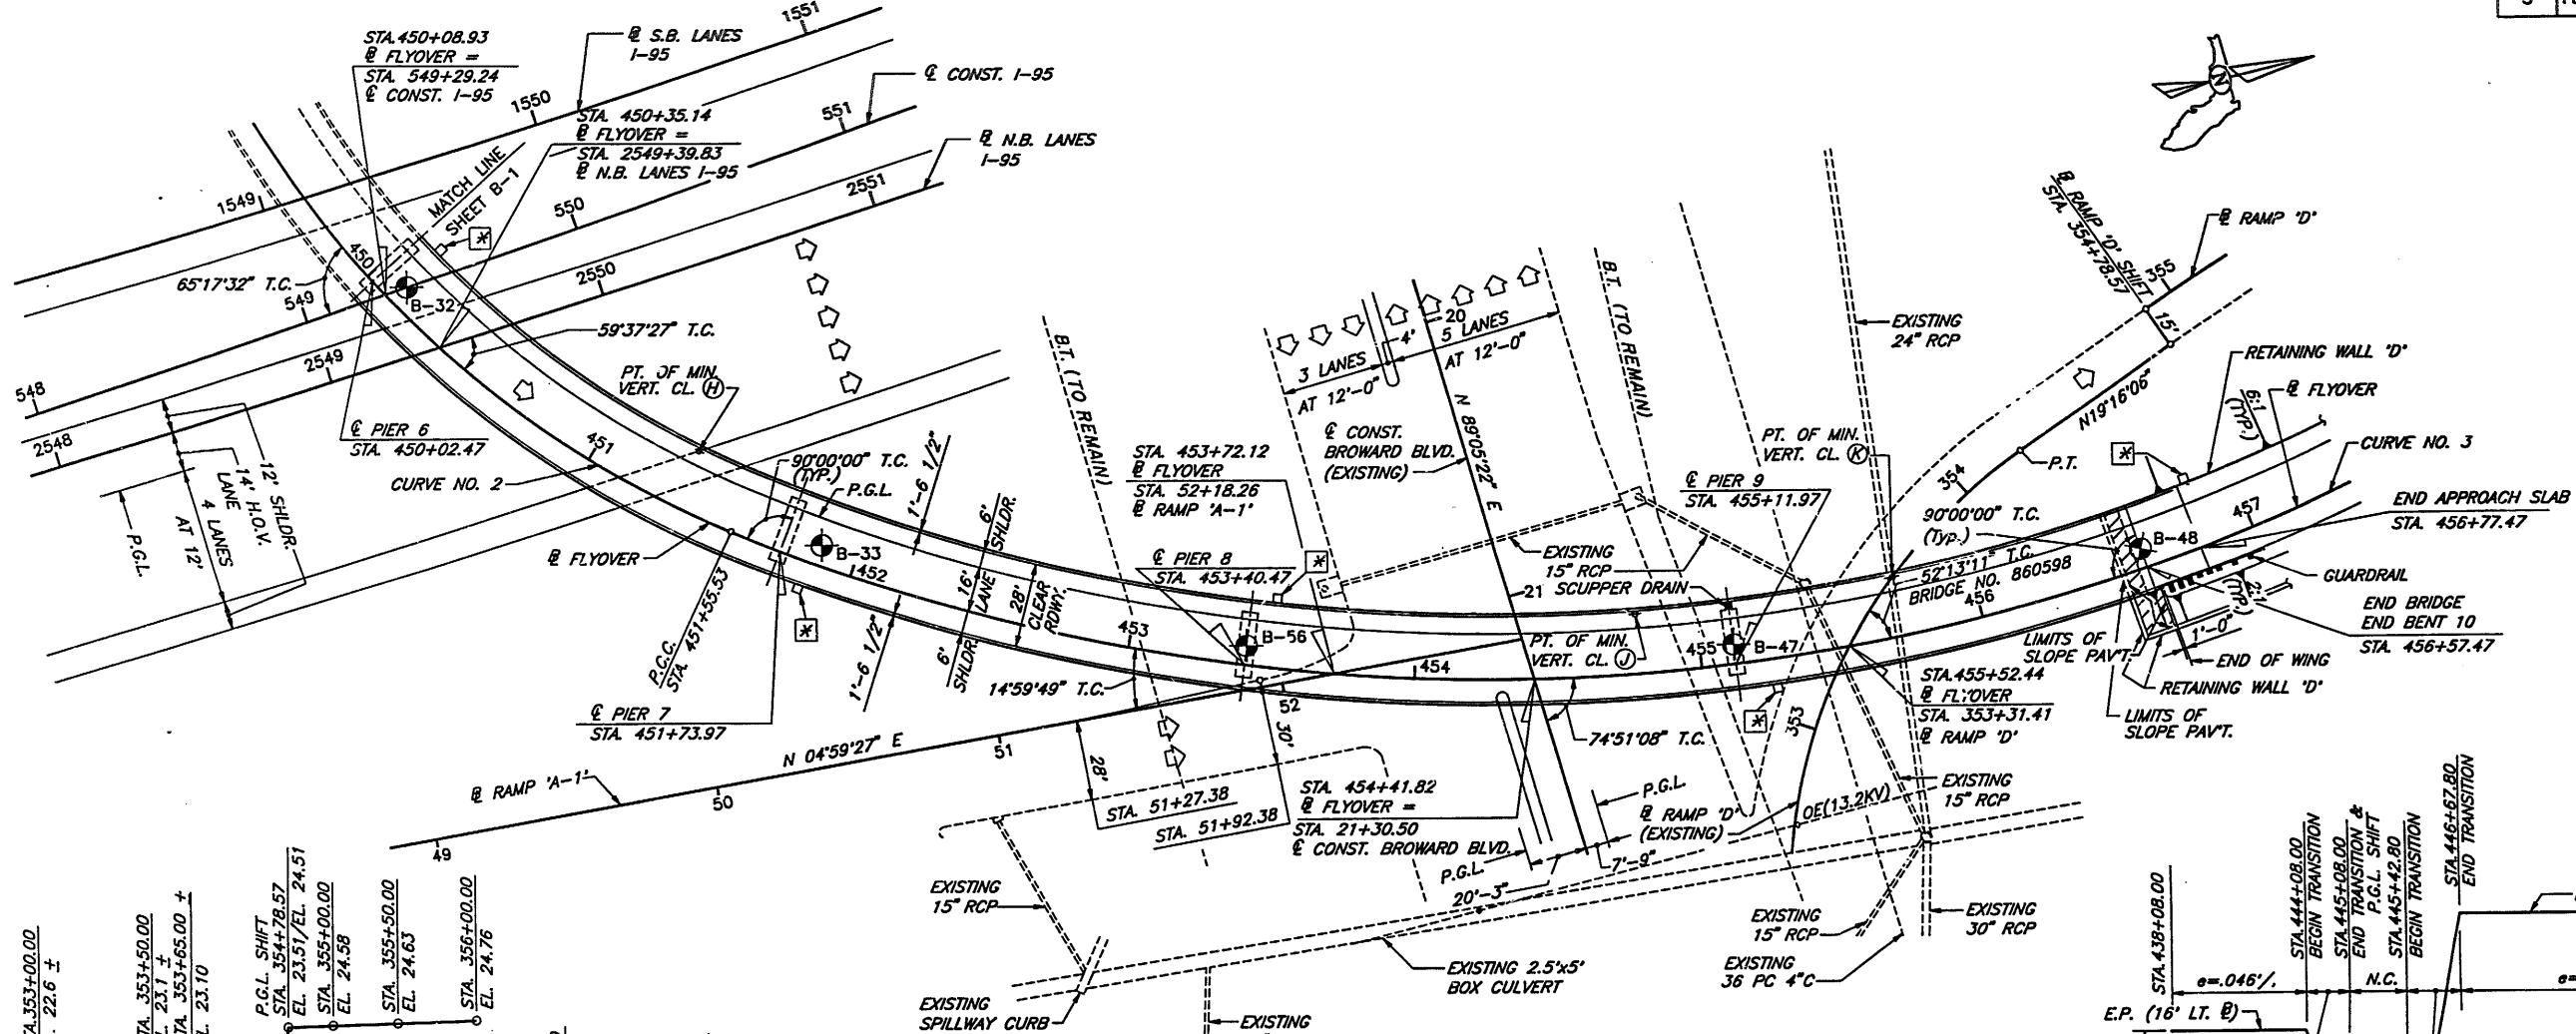 1551
STA. 450+08.93
℄ FLYOVER =
STA. 549+29.24
℄ CONST. I-95
℄ S.B. LANES
I-95
℄ CONST. I-95
1550
STA. 450+35.14
℄ FLYOVER =
STA. 2549+39.83
℄ N.B. LANES I-95
551
℄ N.B. LANES
I-95
2551
MATCH LINE
SHEET B-1
1549
550
450
*
2550
65°17'32" T.C.
549
B-32
59°37'27" T.C.
2549
548
2548
PT. OF MIN.
VERT. CL. H
℄ PIER 6
STA. 450+02.47
12' SHLDR.
14' H.O.V.
LANE
4 LANES
AT 12'
P.G.L.
451
CURVE NO. 2
90°00'00" T.C.
(TYP.)
P.G.L.
B-33
℄ FLYOVER
P.C.C.
STA. 451+55.53
452
*
1'-6 1/2"
6'
SHLDR.
16'
LANE
28'
CLEAR
RDWY.
1'-6 1/2"
6'
SHLDR.
℄ PIER 7
STA. 451+73.97
B.T. (TO REMAIN)
3 LANES
AT 12'-0"
4'
20
5 LANES
AT 12'-0"
℄ CONST.
BROWARD BLVD.
(EXISTING)
N 89°05'22" E
B.T. (TO REMAIN)
STA. 453+72.12
℄ FLYOVER
STA. 52+18.26
℄ RAMP 'A-1'
℄ PIER 8
STA. 453+40.47
*
453
B-56
14°59'49" T.C.
454
52
30'
51
28'
N 04°59'27" E
℄ RAMP 'A-1'
50
49
STA. 51+27.38
STA. 51+92.38
STA. 454+41.82
℄ FLYOVER =
STA. 21+30.50
℄ CONST. BROWARD BLVD.
EXISTING
15" RCP
21
SCUPPER DRAIN
PT. OF MIN.
VERT. CL. J
455
B-47
74°51'08" T.C.
*
P.G.L.
℄ RAMP 'D'
(EXISTING)
P.G.L.
7'-9"
20'-3"
OE(13.2KV)
353
EXISTING
24" RCP
PT. OF MIN.
VERT. CL. K
℄ PIER 9
STA. 455+11.97
℄ RAMP 'D' SHIFT
STA. 354+78.57
℄ RAMP 'D'
355
15'
N19°16'06"
354
P.T.
RETAINING WALL 'D'
℄ FLYOVER
6:1
(TYP.)
CURVE NO. 3
*
90°00'00" T.C.
(Typ.)
B-48
457
END APPROACH SLAB
STA. 456+77.47
52°13'11" T.C.
BRIDGE NO. 860598
456
GUARDRAIL
2:1
(TYP.)
END BRIDGE
END BENT 10
STA. 456+57.47
LIMITS OF
SLOPE PAV'T.
1'-0"
END OF WING
RETAINING WALL 'D'
LIMITS OF
SLOPE PAV'T.
STA.455+52.44
℄ FLYOVER
STA. 353+31.41
℄ RAMP 'D'
EXISTING
15" RCP
EXISTING
15" RCP
EXISTING
15" RCP
EXISTING
30" RCP
EXISTING
36 PC 4"C
EXISTING 2.5'x5'
BOX CULVERT
EXISTING
SPILLWAY CURB
EXISTING
STA.353+00.00
22.6 ±
STA. 353+50.00
EL. 23.1 ±
STA. 353+65.00 ±
EL. 23.10
P.G.L. SHIFT
STA. 354+78.57
EL. 23.51/EL. 24.51
STA. 355+00.00
EL. 24.58
STA. 355+50.00
EL. 24.63
STA. 356+00.00
EL. 24.76
STA.438+08.00
STA.444+08.00
BEGIN TRANSITION
STA.445+08.00
END TRANSITION &
P.G.L. SHIFT
STA.445+42.80
BEGIN TRANSITION
STA.446+67.80
END TRANSITION
e=.046'/.
N.C.
e=
E.P. (16' LT. ℄)